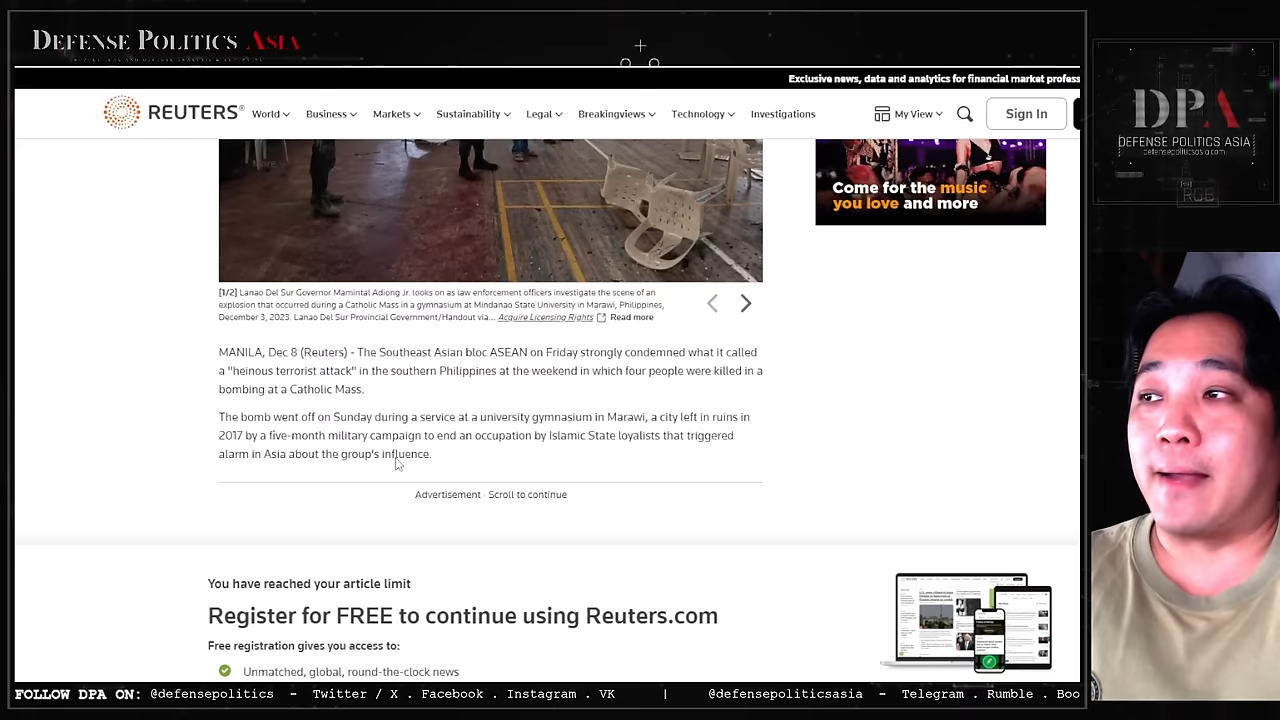 DEFENSE POLITICS ASIA
Exclusive news, data and analytics for financial market profess
REUTERS®
World
Business
Markets
Sustainability
Legal
Breakingviews
Technology
Investigations
My View
Sign In
DPA
DEFENSE POLITICS ASIA
defensepoliticsasia.com
RGB
Come for the music
you love and more
[1/2] Lanao Del Sur Governor Mamintal Adiong Jr. looks on as law enforcement officers investigate the scene of an
explosion that occurred during a Catholic Mass in a gymnasium at Mindanao State University in Marawi, Philippines,
December 3, 2023. Lanao Del Sur Provincial Government/Handout via... Acquire Licensing Rights Read more
MANILA, Dec 8 (Reuters) - The Southeast Asian bloc ASEAN on Friday strongly condemned what it called
a "heinous terrorist attack" in the southern Philippines at the weekend in which four people were killed in a
bombing at a Catholic Mass.
The bomb went off on Sunday during a service at a university gymnasium in Marawi, a city left in ruins in
2017 by a five-month military campaign to end an occupation by Islamic State loyalists that triggered
alarm in Asia about the group's influence.
Advertisement · Scroll to continue
You have reached your article limit
Register for FREE to continue using Reuters.com
Free registration gives you access to:
Unmatched, global, round-the-clock news
FOLLOW DPA ON: @defensepolitics - Twitter / X . Facebook . Instagram . VK | @defensepoliticsasia - Telegram . Rumble . Boo